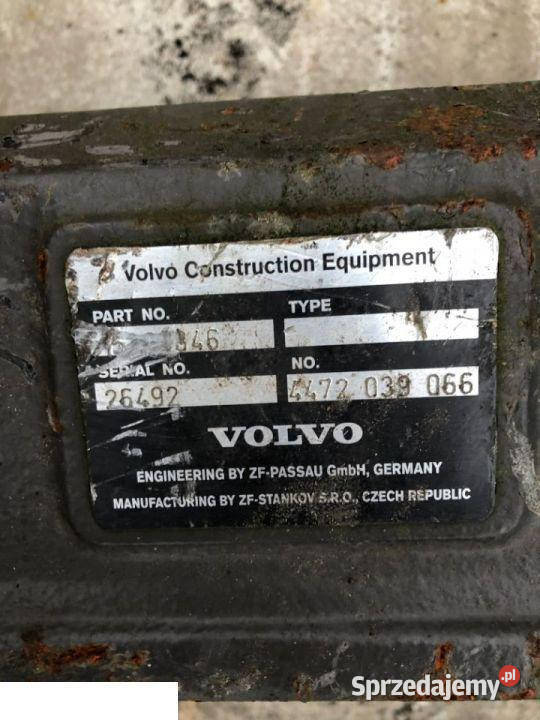 Volvo Construction Equipment
PART NO. TYPE
SERIAL NO. NO.
26492 4472 039 066
VOLVO
ENGINEERING BY ZF-PASSAU GmbH, GERMANY
MANUFACTURING BY ZF-STANKOV S.R.O., CZECH REPUBLIC
Sprzedajemy.pl